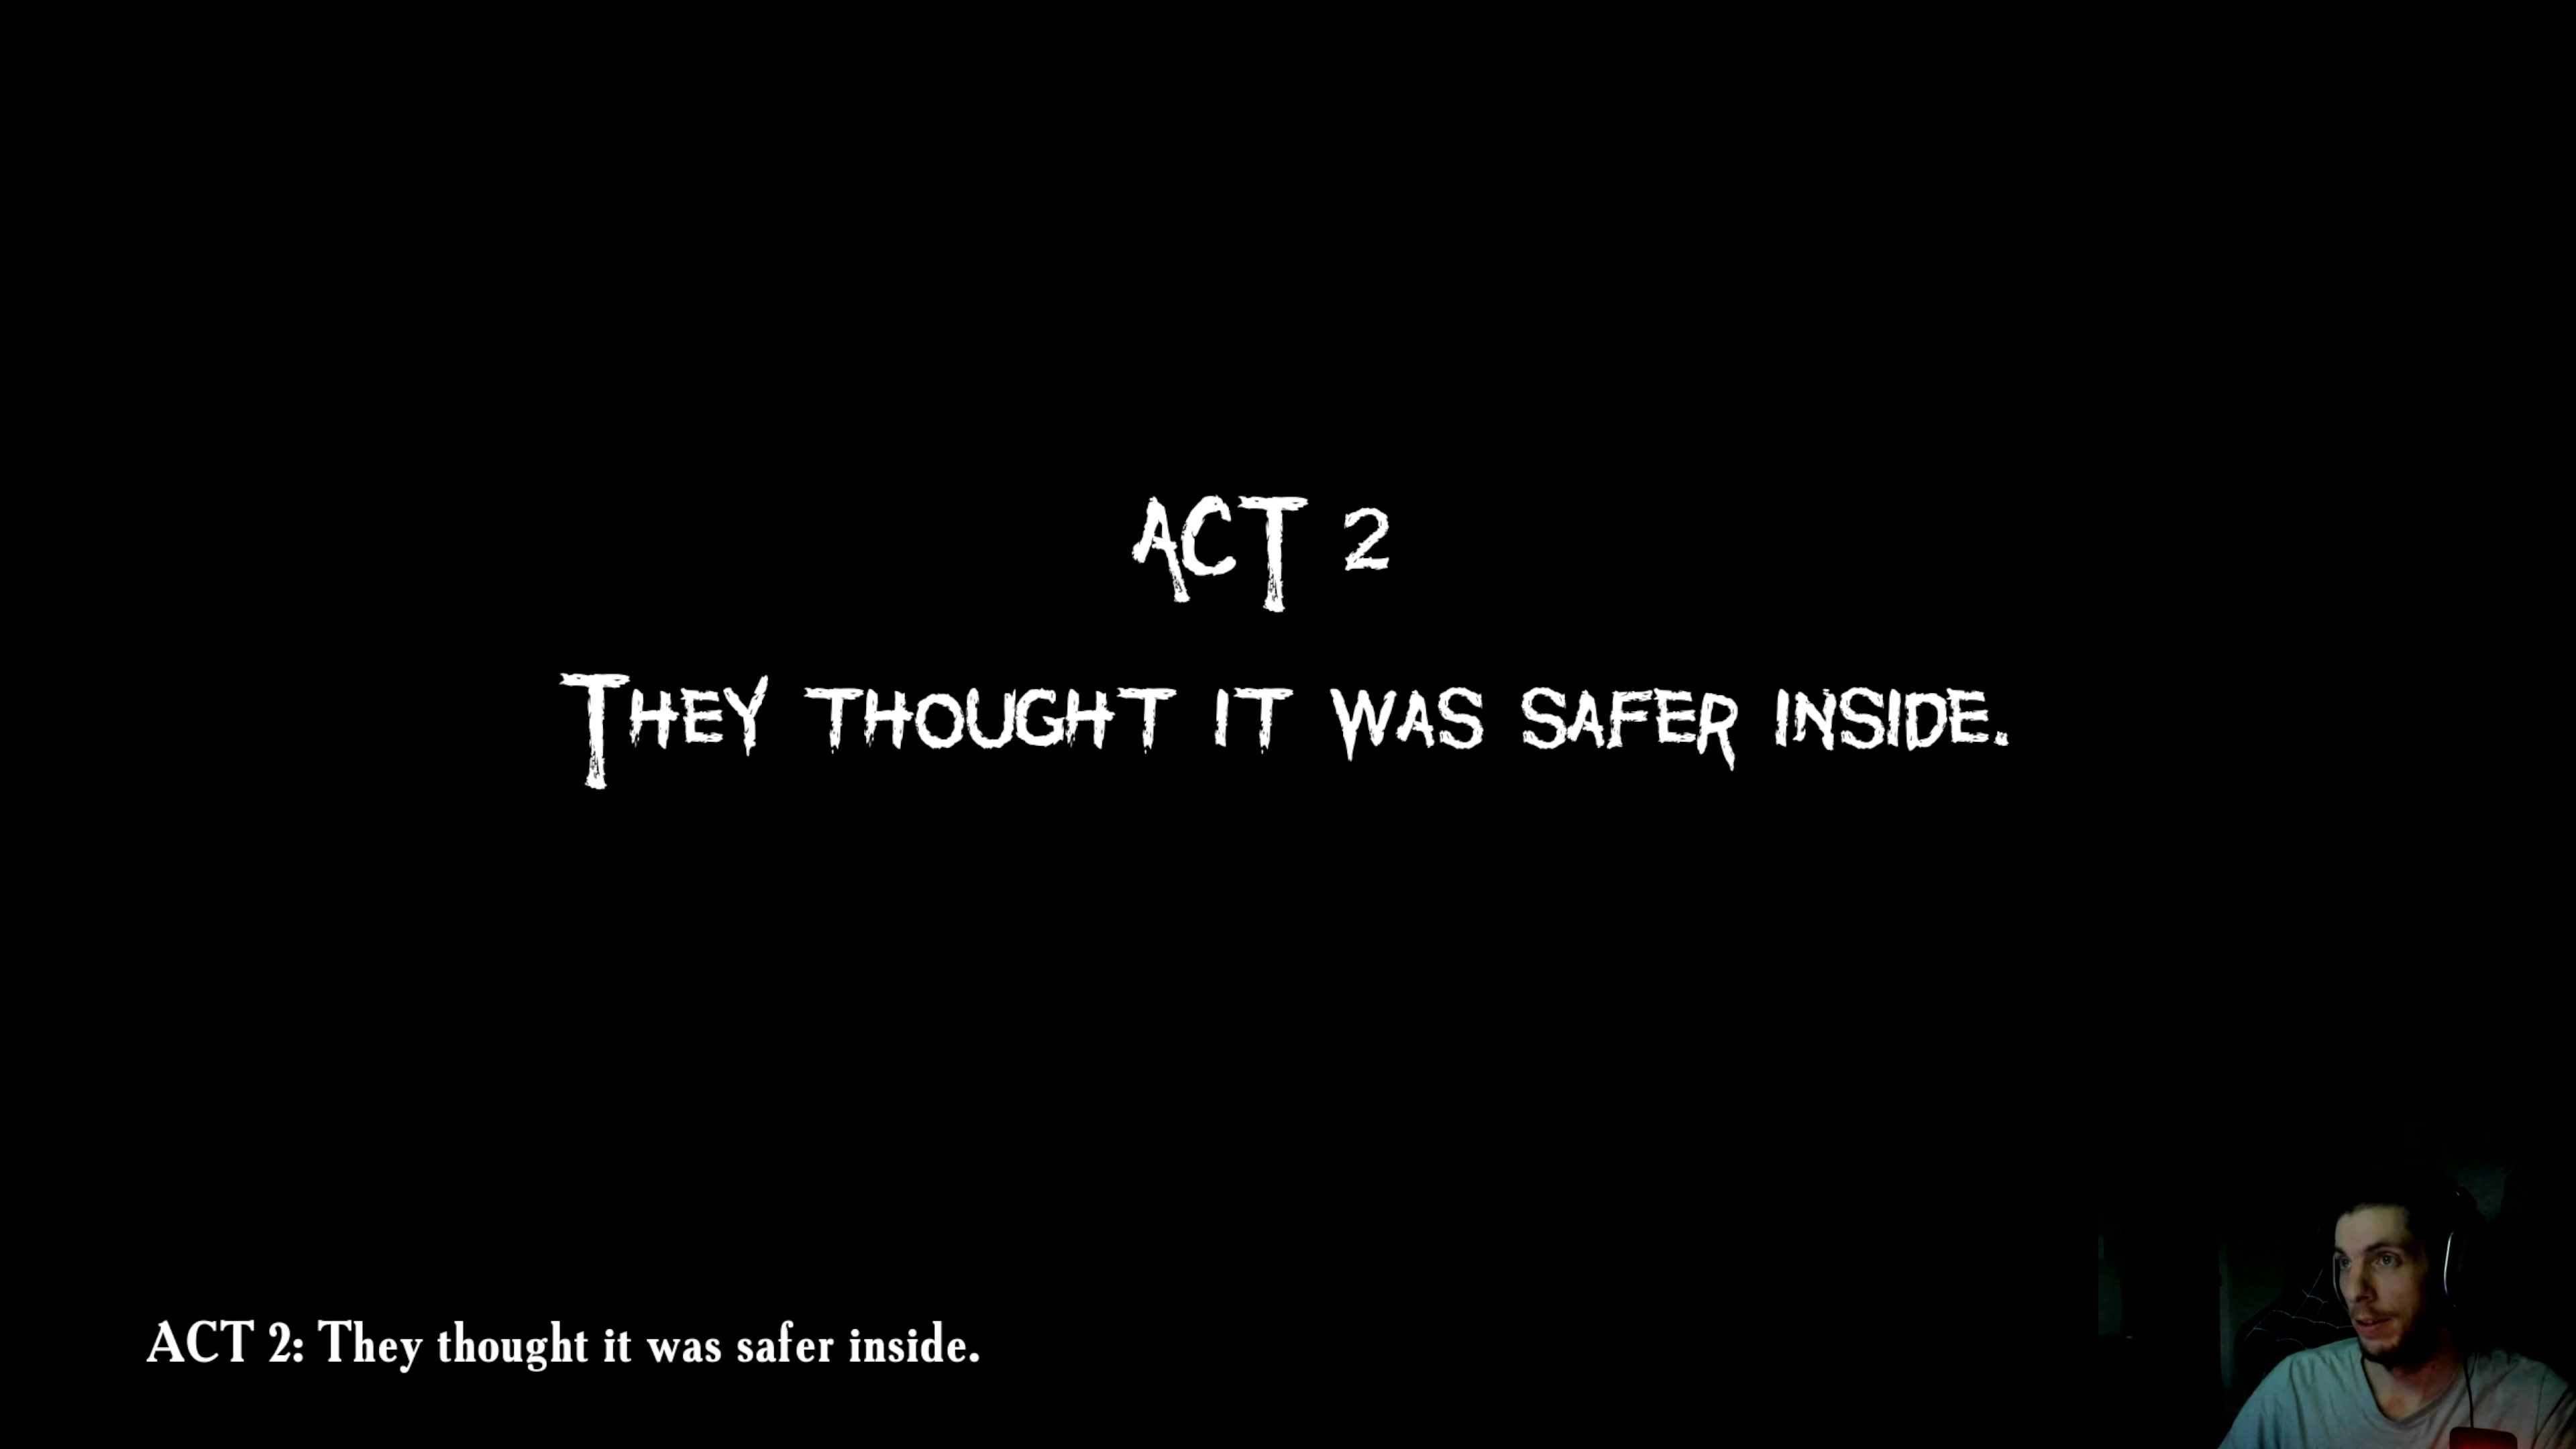 ACT 2
They thought it was safer inside.
ACT 2: They thought it was safer inside.